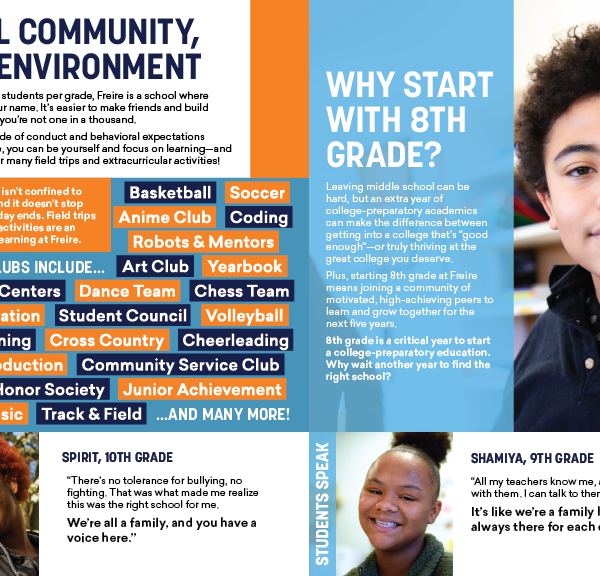 L COMMUNITY,
ENVIRONMENT
students per grade, Freire is a school where
ur name. It's easier to make friends and build
you're not one in a thousand.
de of conduct and behavioral expectations
, you can be yourself and focus on learning—and
r many field trips and extracurricular activities!
isn't confined to
nd it doesn't stop
day ends. Field trips
activities are an
earning at Freire.
Basketball Soccer
Anime Club Coding
Robots & Mentors
LUBS INCLUDE... Art Club Yearbook
Centers Dance Team Chess Team
ation Student Council Volleyball
ning Cross Country Cheerleading
oduction Community Service Club
Honor Society Junior Achievement
sic Track & Field ...AND MANY MORE!
WHY START
WITH 8TH
GRADE?
Leaving middle school can be
hard, but an extra year of
college-preparatory academics
can make the difference between
getting into a college that's "good
enough"—or truly thriving at the
great college you deserve.
Plus, starting 8th grade at Freire
means joining a community of
motivated, high-achieving peers to
learn and grow together for the
next five years.
8th grade is a critical year to start
a college-preparatory education.
Why wait another year to find the
right school?
SPIRIT, 10TH GRADE
"There's no tolerance for bullying, no
fighting. That was what made me realize
this was the right school for me.
We're all a family, and you have a
voice here."
STUDENTS SPEAK
SHAMIYA, 9TH GRADE
"All my teachers know me, a
with them. I can talk to them
It's like we're a family h
always there for each o